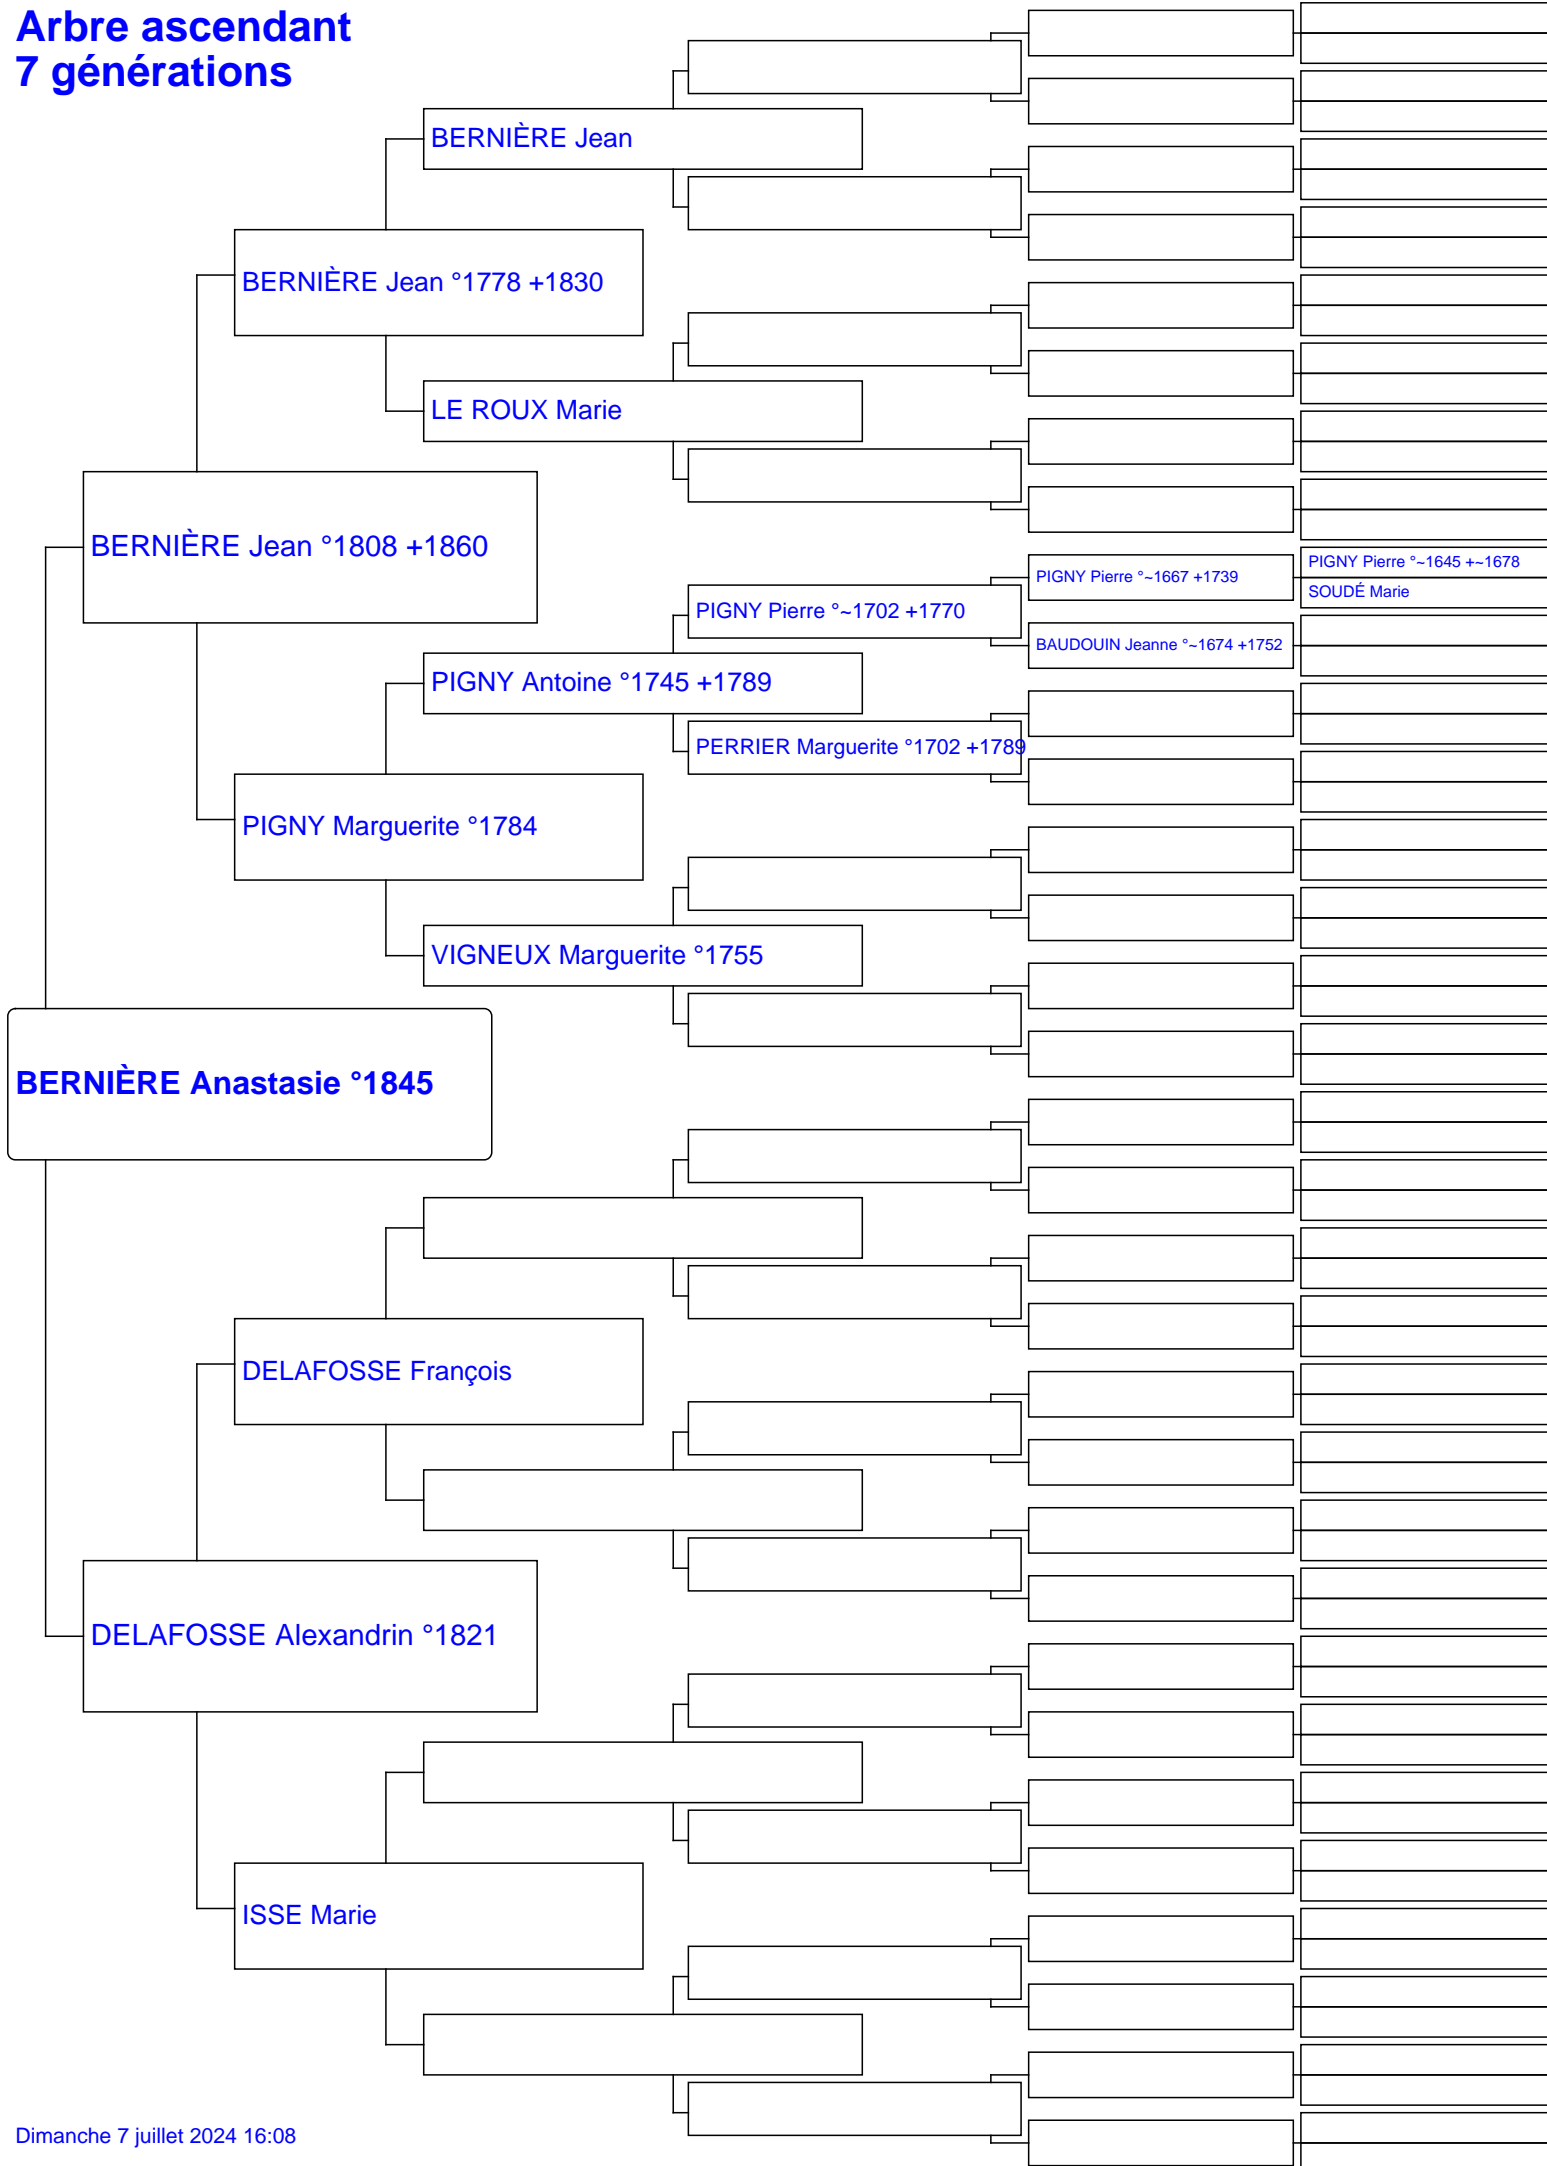 Arbre ascendant
7 générations
BERNIÈRE Jean
BERNIÈRE Jean °1778 +1830
LE ROUX Marie
BERNIÈRE Jean °1808 +1860
PIGNY Pierre °~1645 +~1678
PIGNY Pierre °~1667 +1739
SOUDÉ Marie
PIGNY Pierre °~1702 +1770
BAUDOUIN Jeanne °~1674 +1752
PIGNY Antoine °1745 +1789
PERRIER Marguerite °1702 +1789
PIGNY Marguerite °1784
VIGNEUX Marguerite °1755
BERNIÈRE Anastasie °1845
DELAFOSSE François
DELAFOSSE Alexandrin °1821
ISSE Marie
Dimanche 7 juillet 2024 16:08